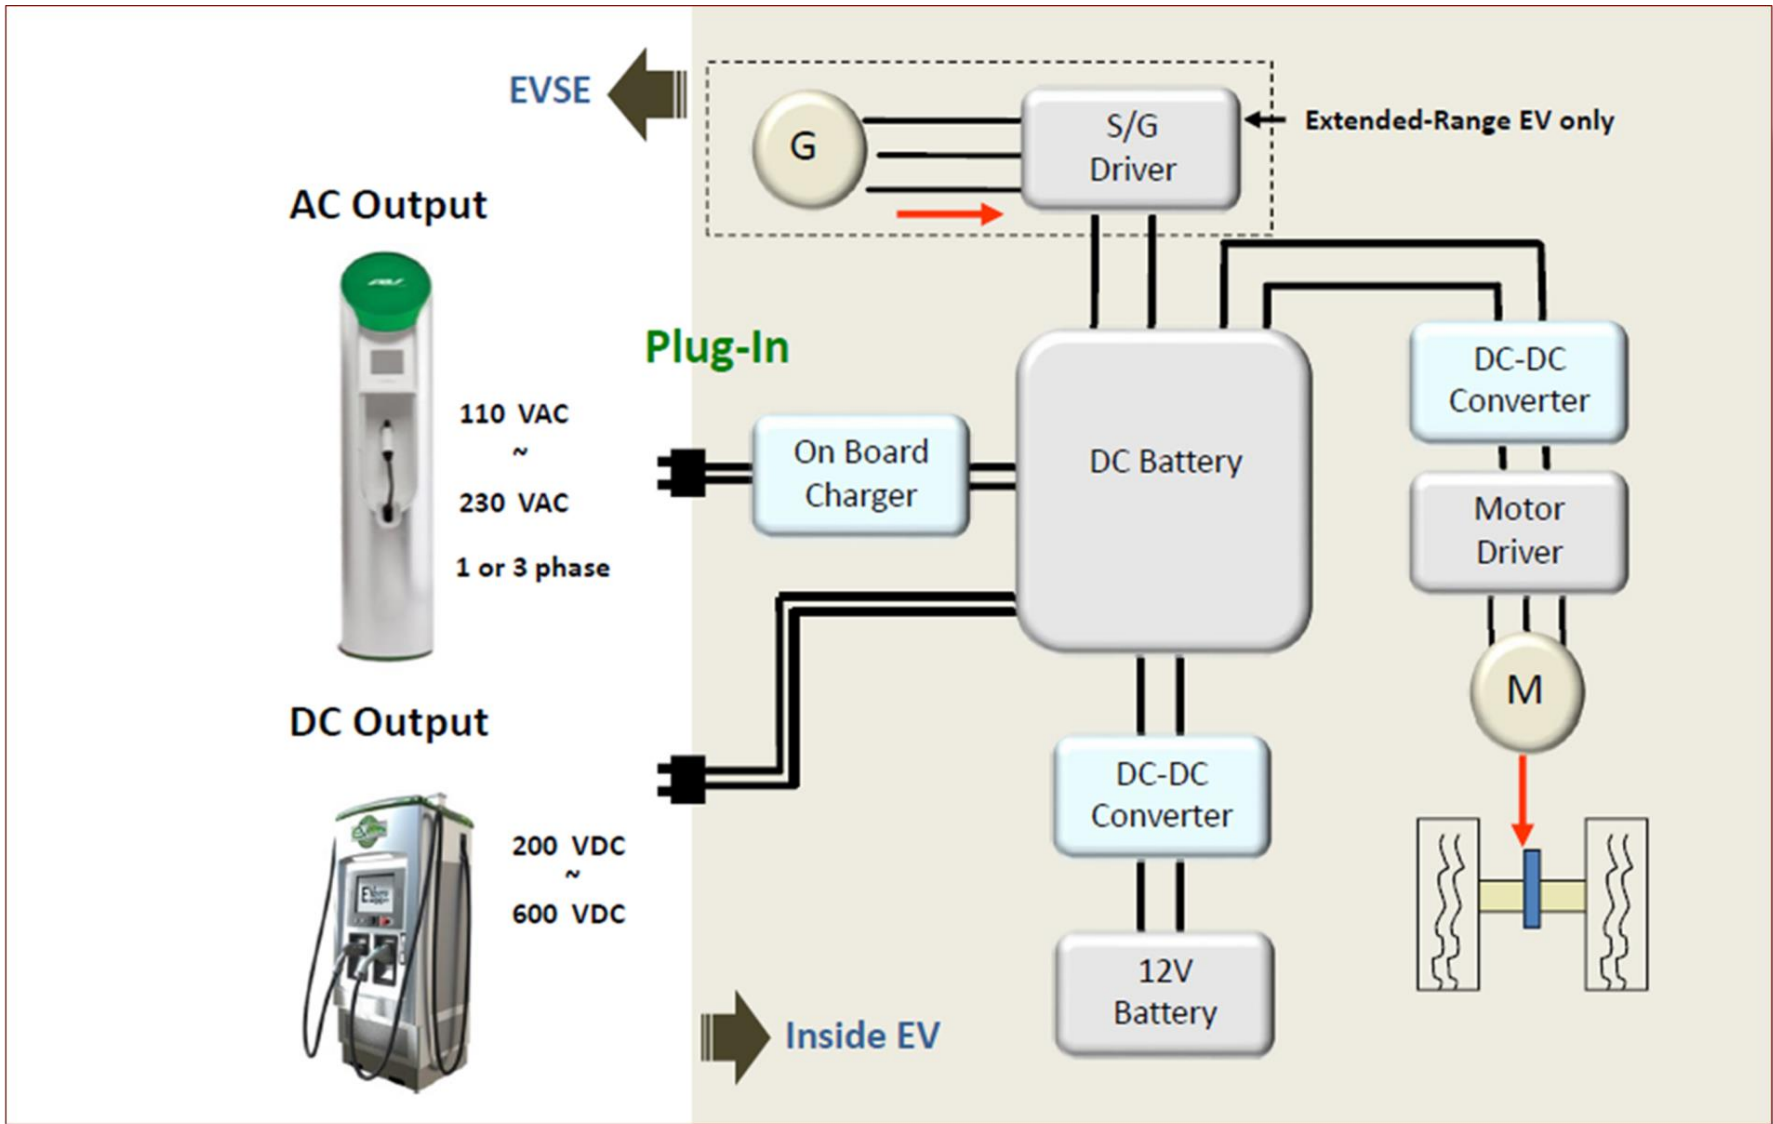 EVSE
G
S/G
Driver
Extended-Range EV only
AC Output
110 VAC
~
230 VAC
1 or 3 phase
Plug-In
On Board
Charger
DC Battery
DC-DC
Converter
Motor
Driver
M
DC Output
200 VDC
~
600 VDC
DC-DC
Converter
12V
Battery
Inside EV